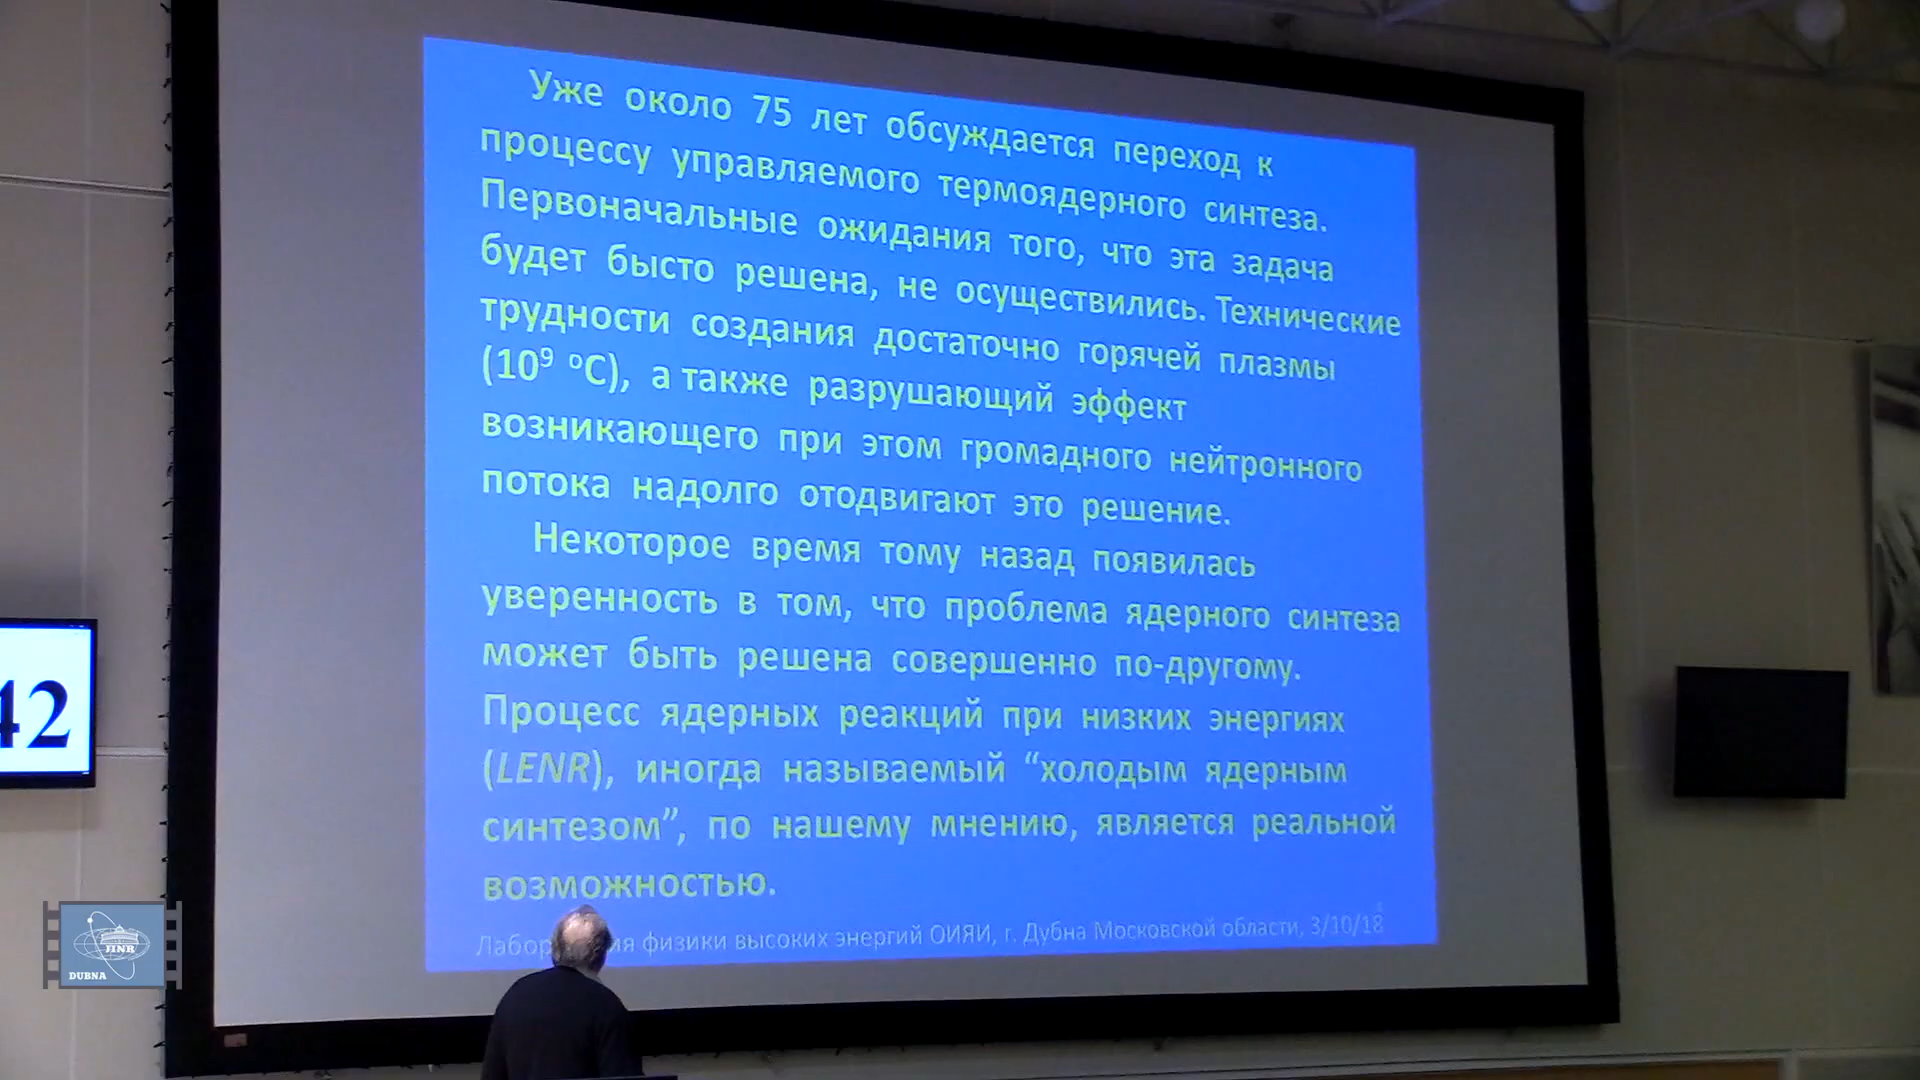 Уже около 75 лет обсуждается переход к
процессу управляемого термоядерного синтеза.
Первоначальные ожидания того, что эта задача
будет бысто решена, не осуществились. Технические
трудности создания достаточно горячей плазмы
(10⁹ ᵒC), а также разрушающий эффект
возникающего при этом громадного нейтронного
потока надолго отодвигают это решение.
Некоторое время тому назад появилась
уверенность в том, что проблема ядерного синтеза
может быть решена совершенно по-другому.
Процесс ядерных реакций при низких энергиях
(LENR), иногда называемый “холодым ядерным
синтезом”, по нашему мнению, является реальной
возможностью.
физики высоких энергий ОИЯИ, г. Дубна Московской области, 3/10/18
42
JINR
DUBNA